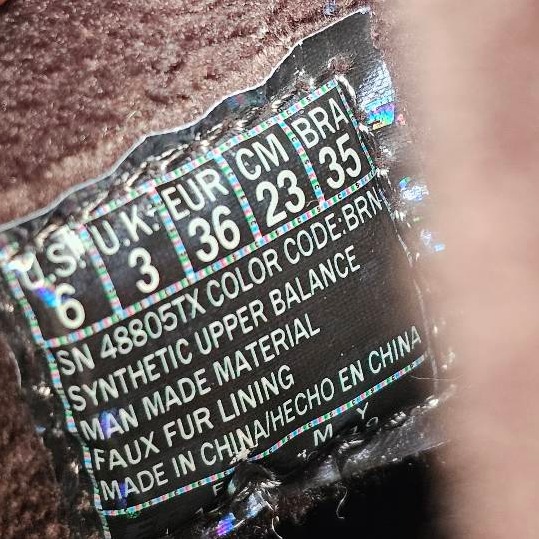 U.S. U.K. EUR CM BRA
6 3 36 23 35
SN 48805TX COLOR CODE:BRN
SYNTHETIC UPPER BALANCE
MAN MADE MATERIAL
FAUX FUR LINING
MADE IN CHINA/HECHO EN CHINA
M Y